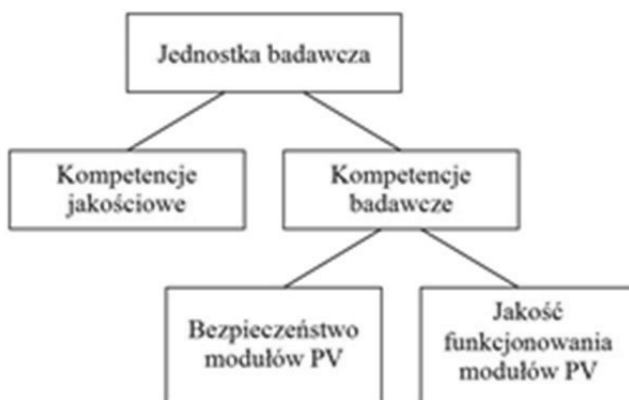 Jednostka badawcza
Kompetencje
jakościowe
Kompetencje
badawcze
Bezpieczeństwo
modułów PV
Jakość
funkcjonowania
modułów PV